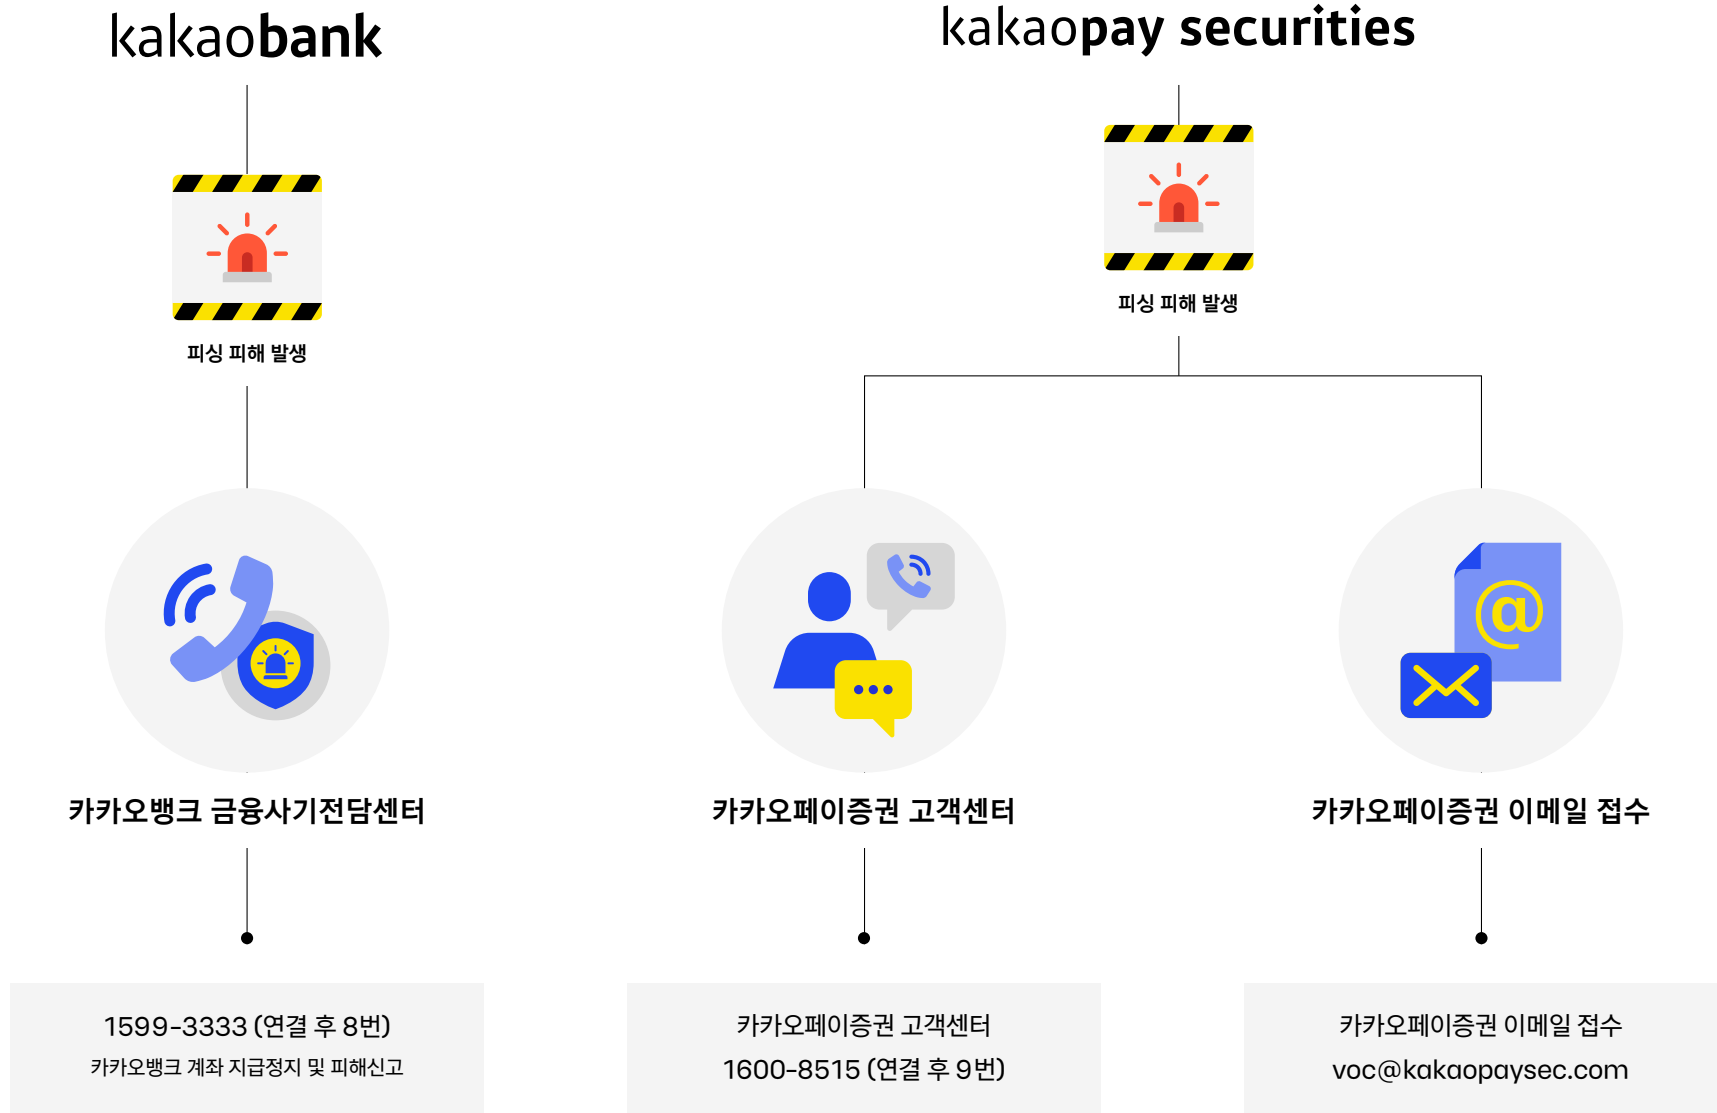 kakaobank
피싱 피해 발생
카카오뱅크 금융사기전담센터
1599-3333 (연결 후 8번)
카카오뱅크 계좌 지급정지 및 피해신고
kakaopay securities
피싱 피해 발생
카카오페이증권 고객센터
카카오페이증권 고객센터
1600-8515 (연결 후 9번)
@
카카오페이증권 이메일 접수
카카오페이증권 이메일 접수
voc@kakaopaysec.com